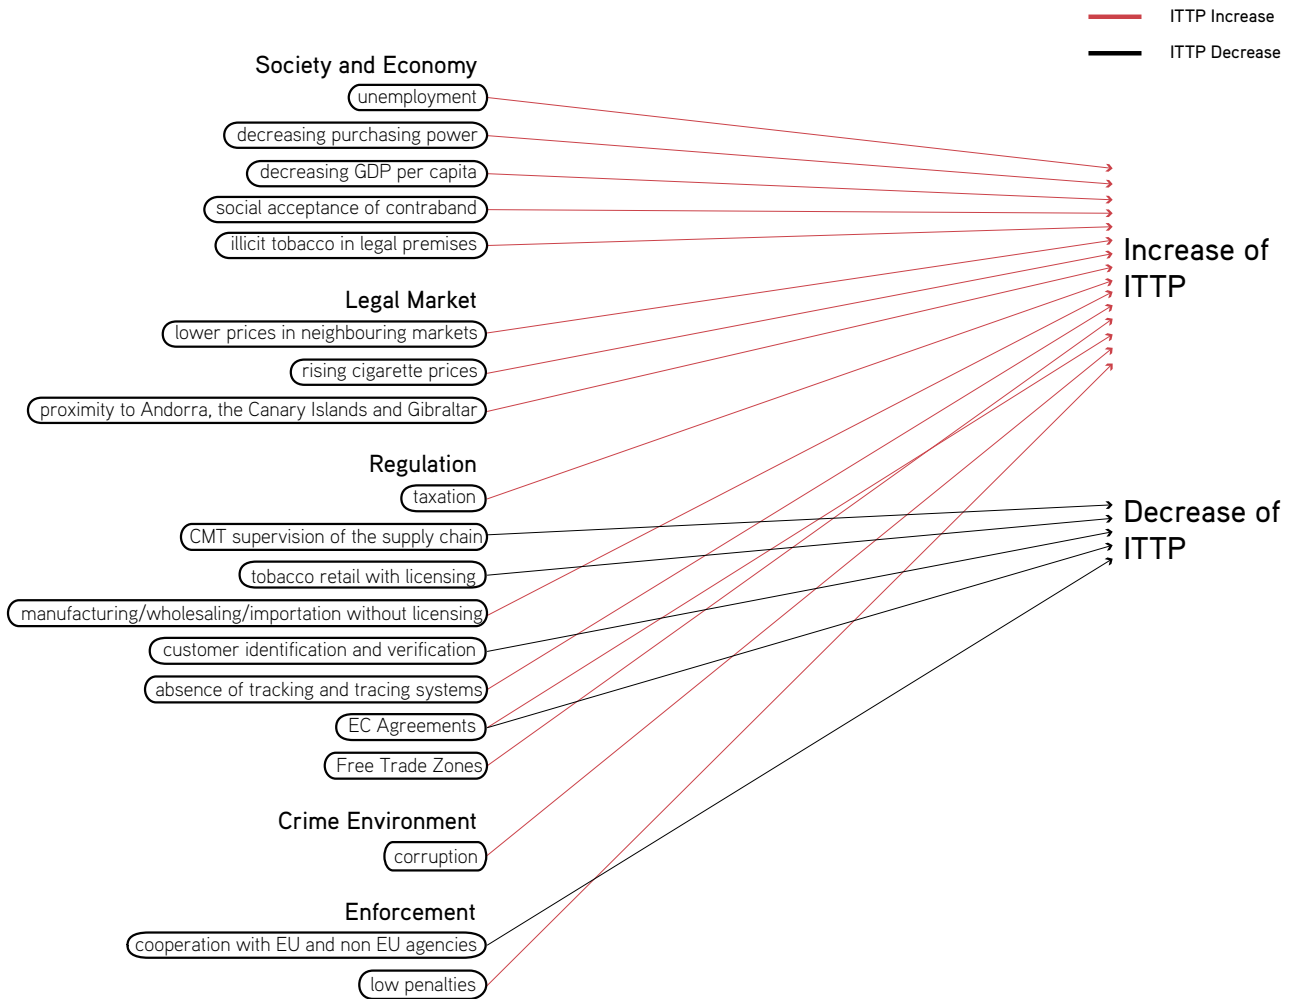 ITTP Increase
ITTP Decrease
Society and Economy
unemployment
decreasing purchasing power
decreasing GDP per capita
social acceptance of contraband
illicit tobacco in legal premises
Legal Market
lower prices in neighbouring markets
rising cigarette prices
proximity to Andorra, the Canary Islands and Gibraltar
Regulation
taxation
CMT supervision of the supply chain
tobacco retail with licensing
manufacturing/wholesaling/importation without licensing
customer identification and verification
absence of tracking and tracing systems
EC Agreements
Free Trade Zones
Crime Environment
corruption
Enforcement
cooperation with EU and non EU agencies
low penalties
Increase of
ITTP
Decrease of
ITTP